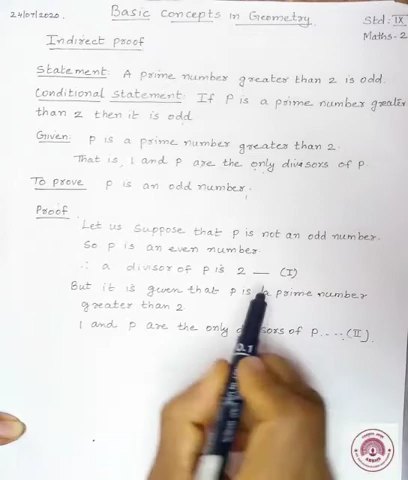 24/07/2020.
Basic Concepts in Geometry
Std: IX
Maths-2
Indirect proof
Statement: A prime number greater than 2 is odd.
Conditional statement: If P is a prime number greater
than 2 then it is odd.
Given: P is a prime number greater than 2.
That is, 1 and P are the only divisors of P.
To prove P is an odd number.
Proof
Let us suppose that P is not an odd number.
So P is an even number.
∴ a divisor of P is 2 — (I)
But it is given that P is a prime number
greater than 2
1 and P are the only divisors of P ..... (II)